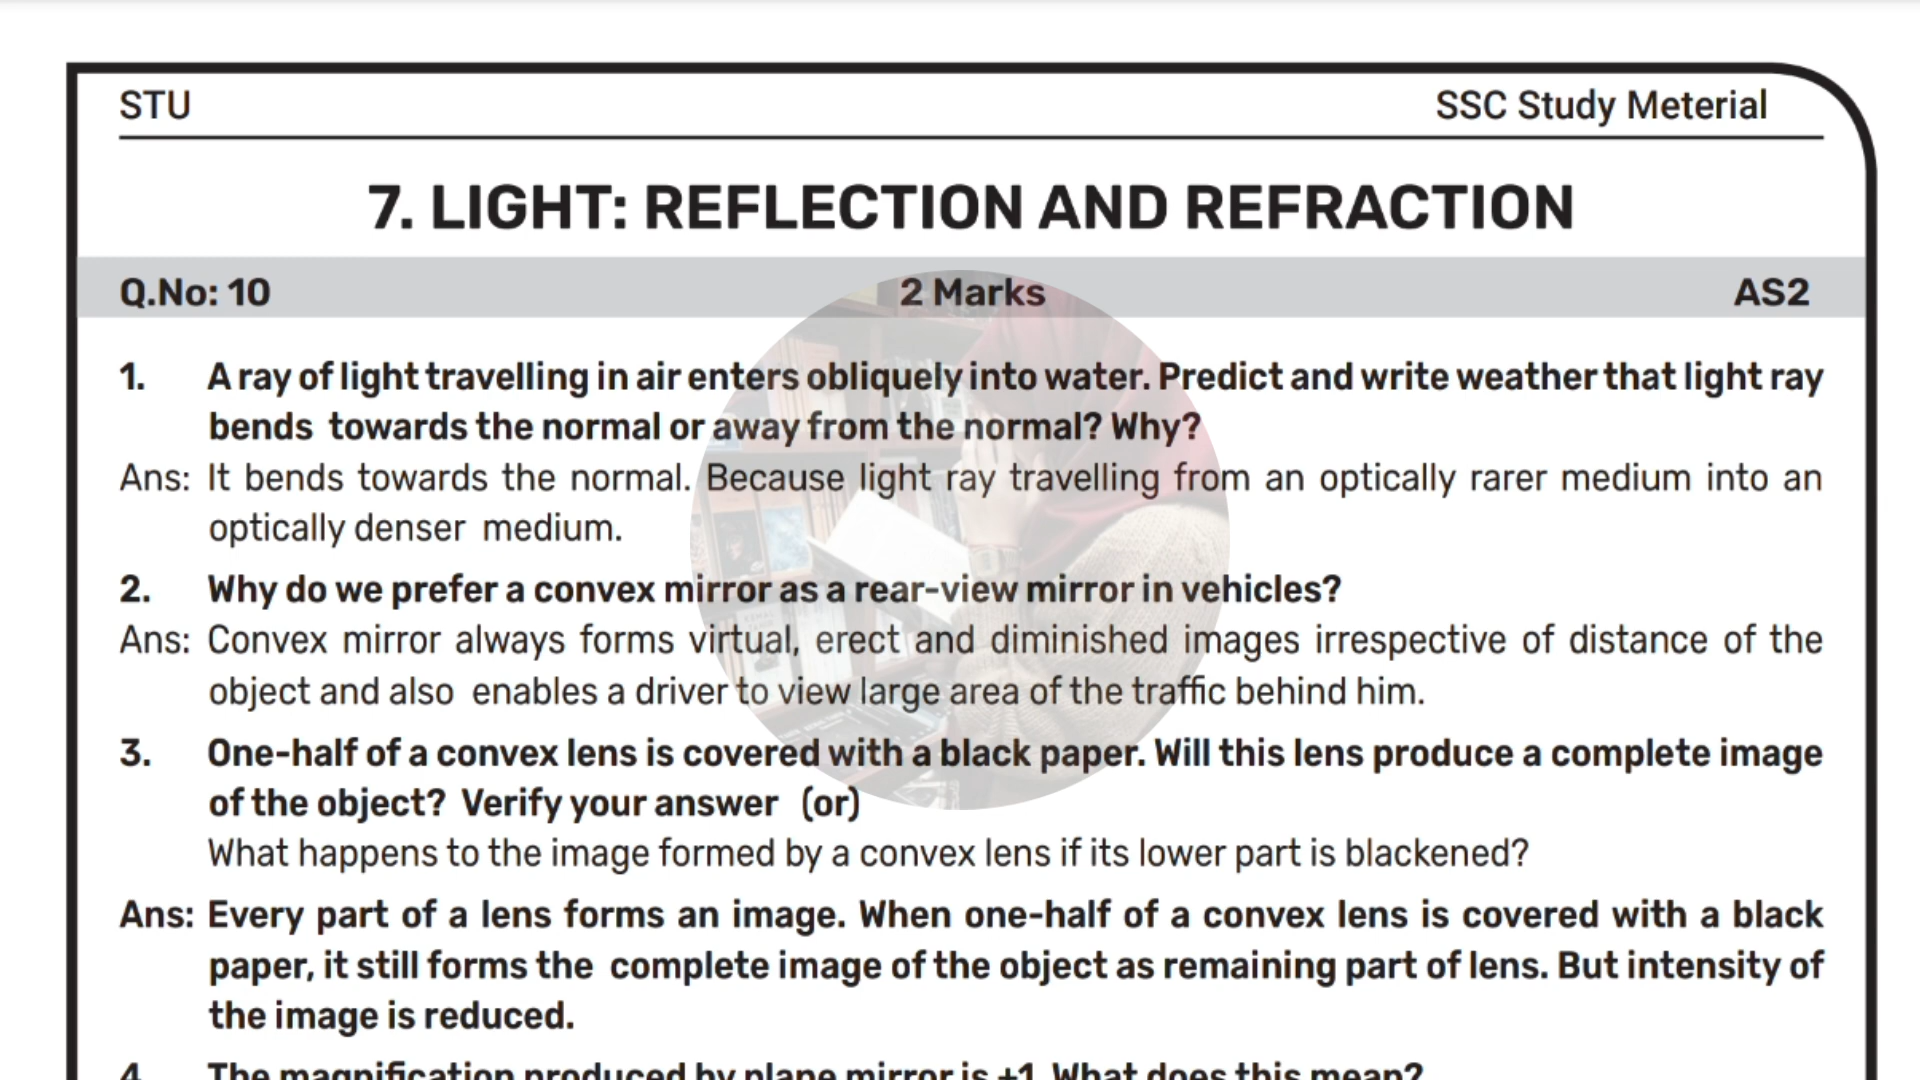 STU
SSC Study Meterial
7. LIGHT: REFLECTION AND REFRACTION
Q.No: 10 2 Marks AS2
1. A ray of light travelling in air enters obliquely into water. Predict and write weather that light ray
bends towards the normal or away from the normal? Why?
Ans: It bends towards the normal. Because light ray travelling from an optically rarer medium into an
optically denser medium.
2. Why do we prefer a convex mirror as a rear-view mirror in vehicles?
Ans: Convex mirror always forms virtual, erect and diminished images irrespective of distance of the
object and also enables a driver to view large area of the traffic behind him.
3. One-half of a convex lens is covered with a black paper. Will this lens produce a complete image
of the object? Verify your answer (or)
What happens to the image formed by a convex lens if its lower part is blackened?
Ans: Every part of a lens forms an image. When one-half of a convex lens is covered with a black
paper, it still forms the complete image of the object as remaining part of lens. But intensity of
the image is reduced.
4. The magnification produced by plane mirror is +1. What does this mean?